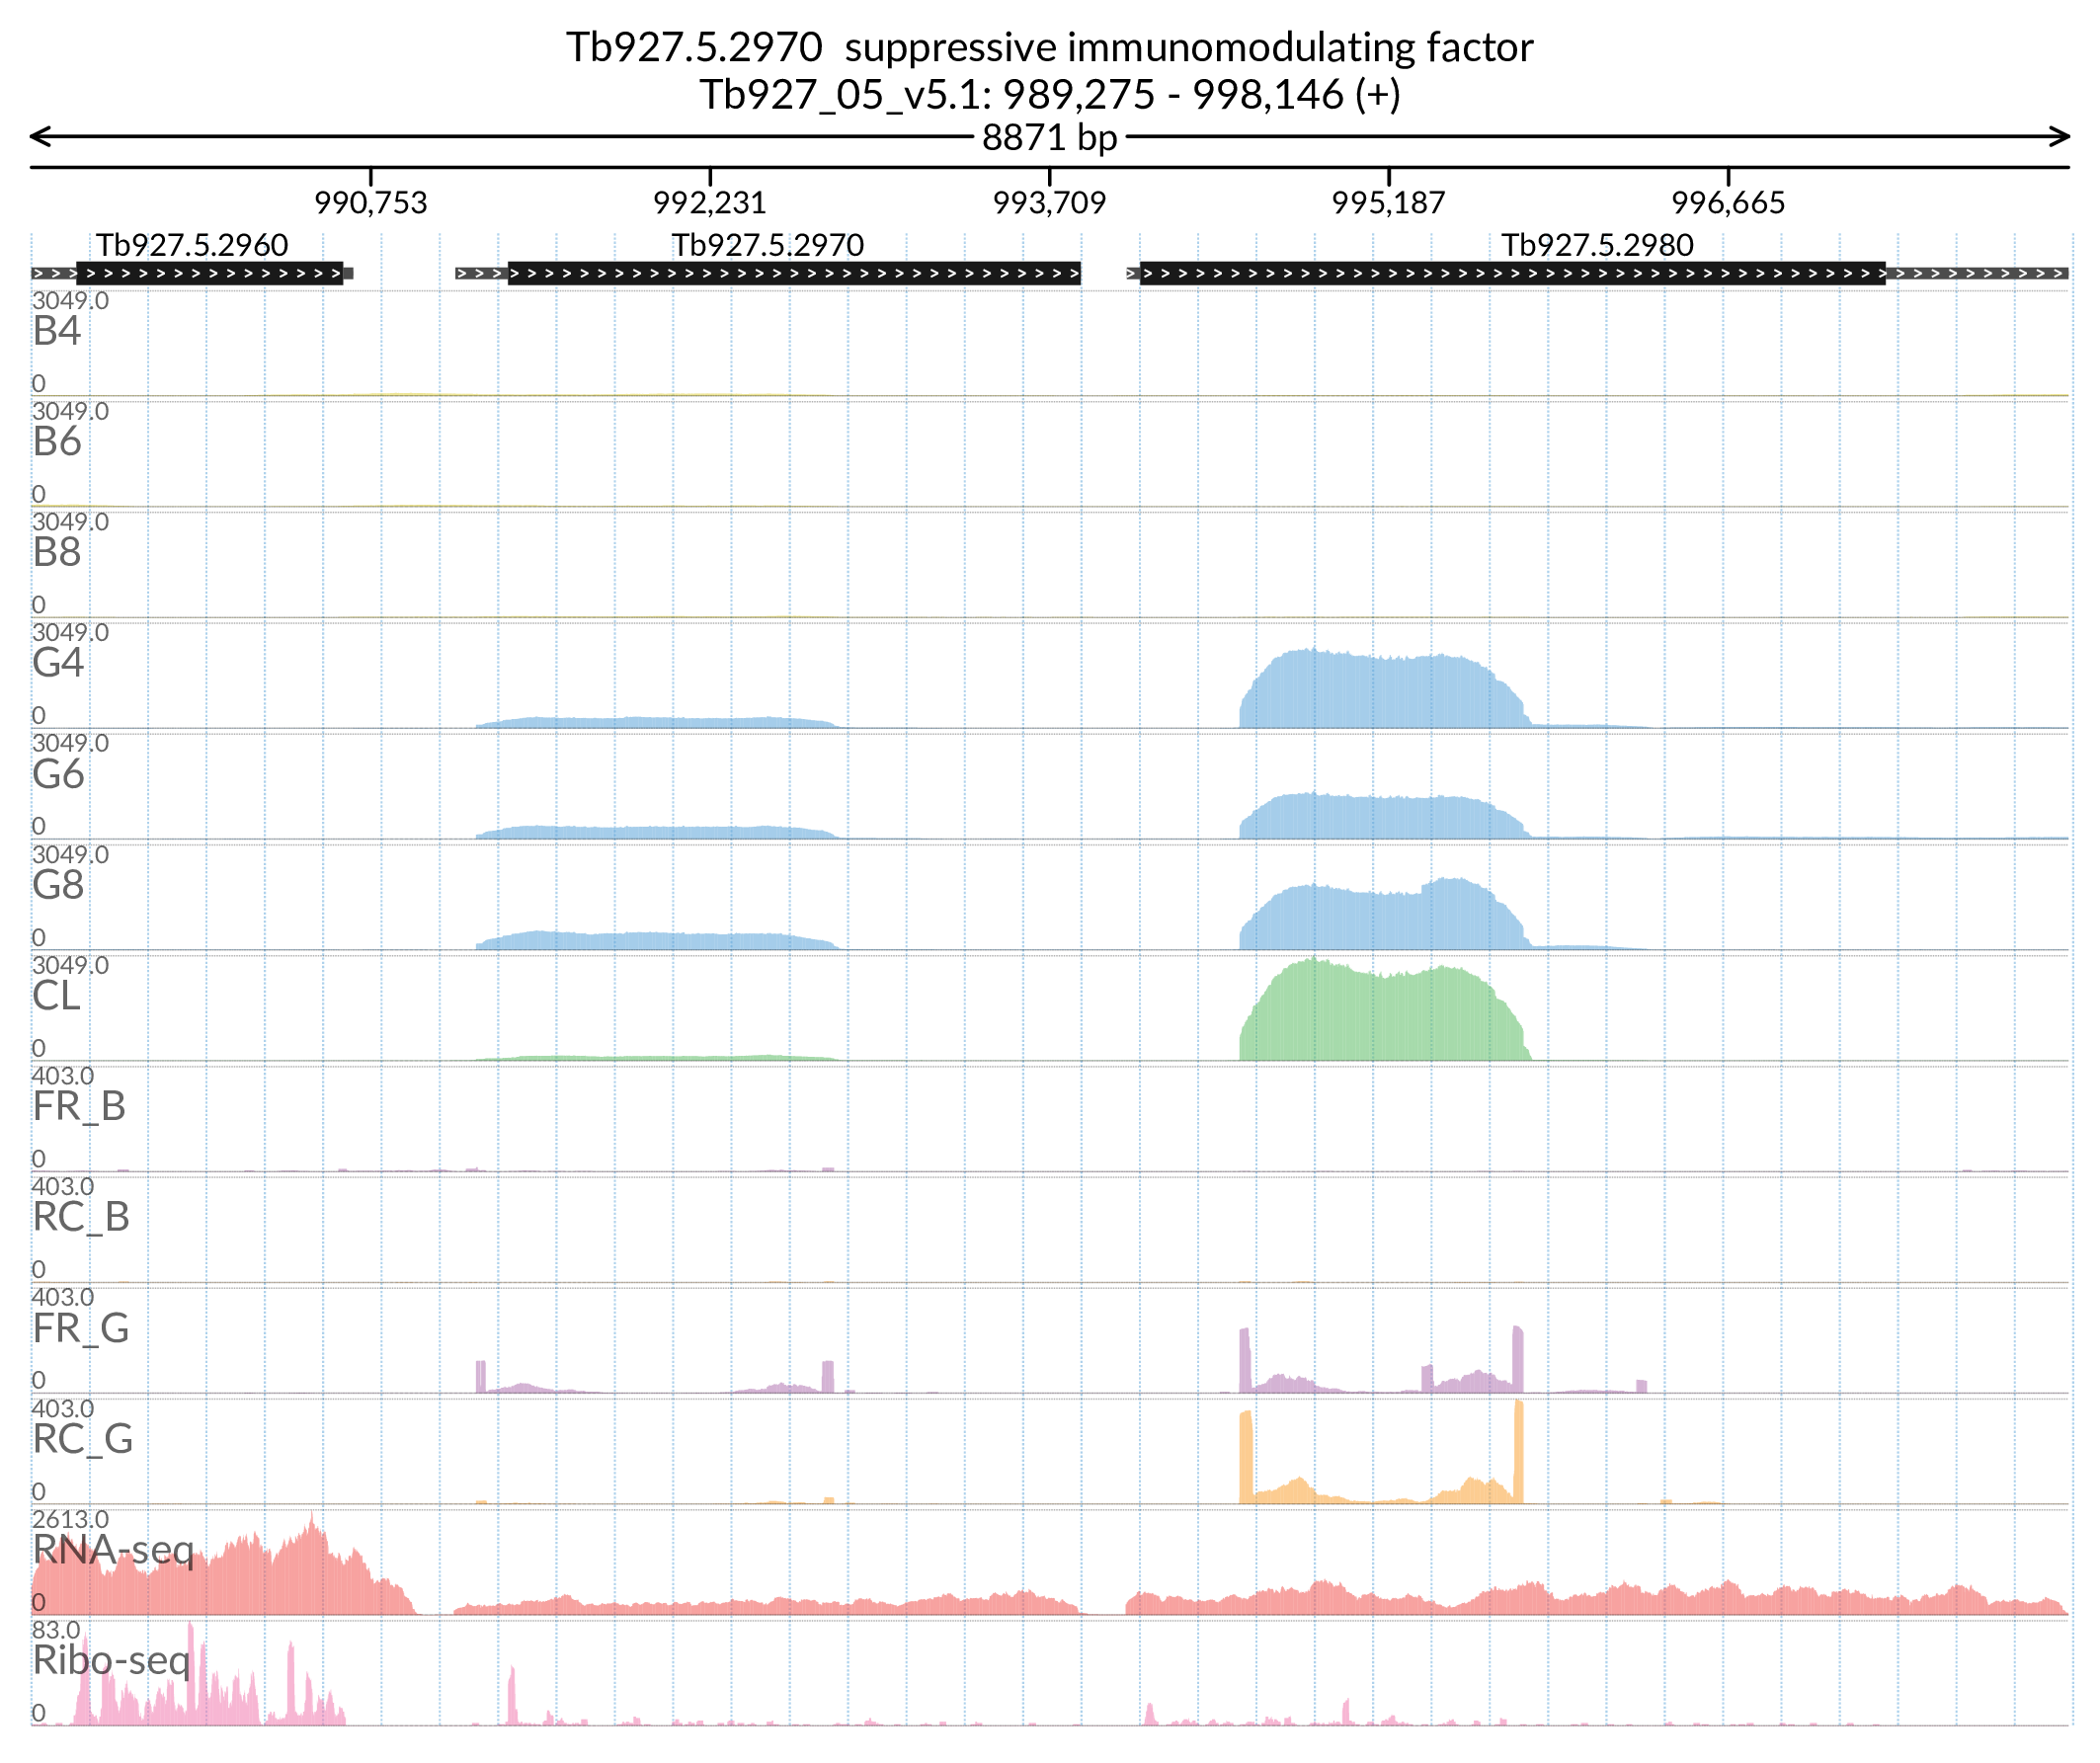 Tb927.5.2970  suppressive immunomodulating factor
Tb927_05_v5.1: 989,275 - 998,146 (+)
8871 bp
990,753 992,231 993,709 995,187 996,665
Tb927.5.2960 Tb927.5.2970 Tb927.5.2980
3049.0
B4
0
3049.0
B6
0
3049.0
B8
0
3049.0
G4
0
3049.0
G6
0
3049.0
G8
0
3049.0
CL
0
403.0
FR_B
0
403.0
RC_B
0
403.0
FR_G
0
403.0
RC_G
0
2613.0
RNA-seq
0
83.0
Ribo-seq
0